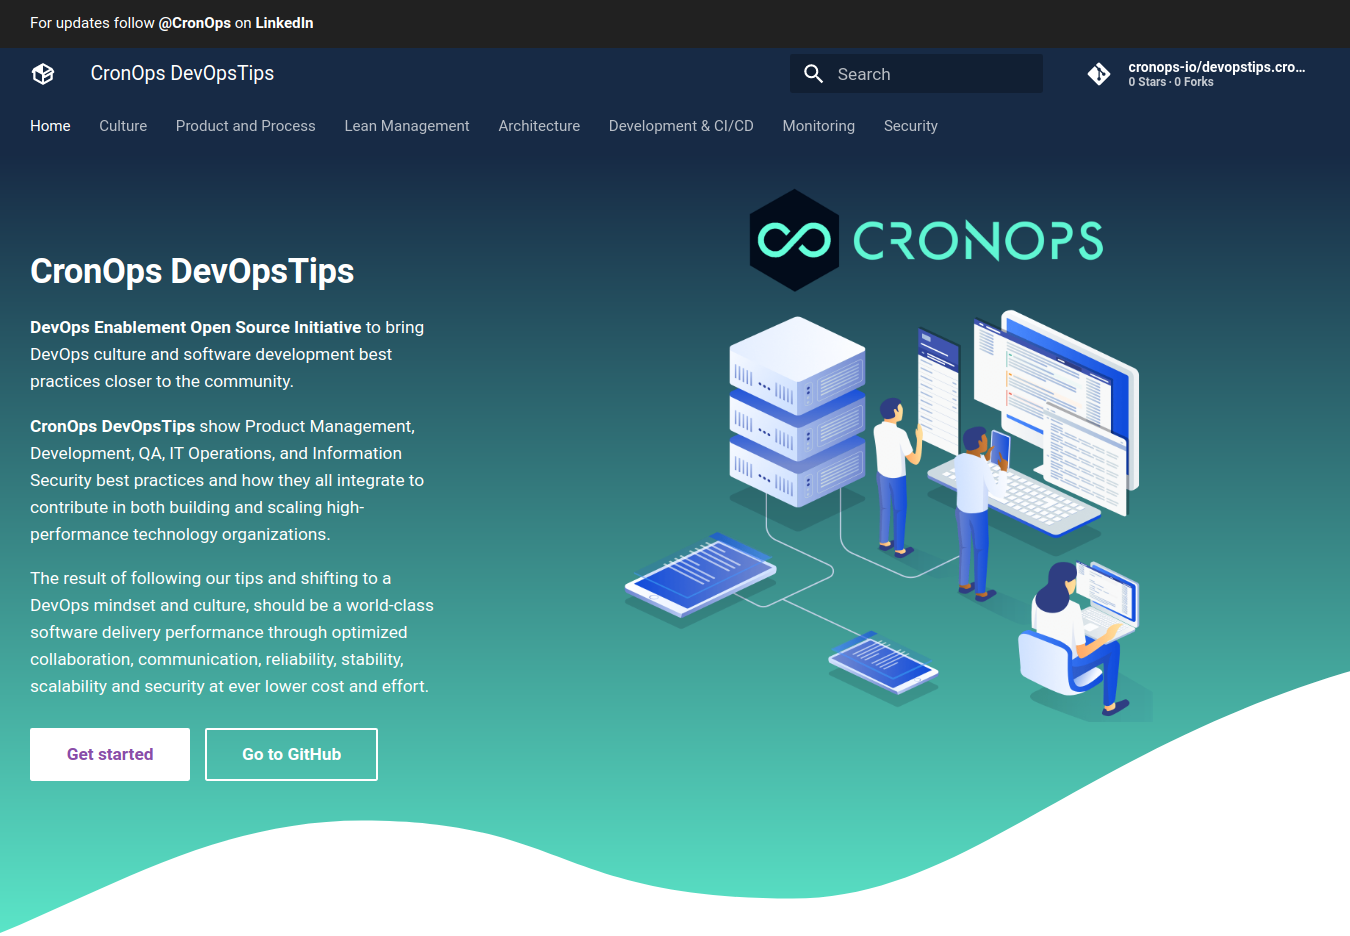 For updates follow @CronOps on LinkedIn
CronOps DevOpsTips
Search
cronops-io/devopstips.cro...
0 Stars · 0 Forks
Home Culture Product and Process Lean Management Architecture Development & CI/CD Monitoring Security
CRONOPS
CronOps DevOpsTips
DevOps Enablement Open Source Initiative to bring
DevOps culture and software development best
practices closer to the community.
CronOps DevOpsTips show Product Management,
Development, QA, IT Operations, and Information
Security best practices and how they all integrate to
contribute in both building and scaling high-
performance technology organizations.
The result of following our tips and shifting to a
DevOps mindset and culture, should be a world-class
software delivery performance through optimized
collaboration, communication, reliability, stability,
scalability and security at ever lower cost and effort.
Get started
Go to GitHub